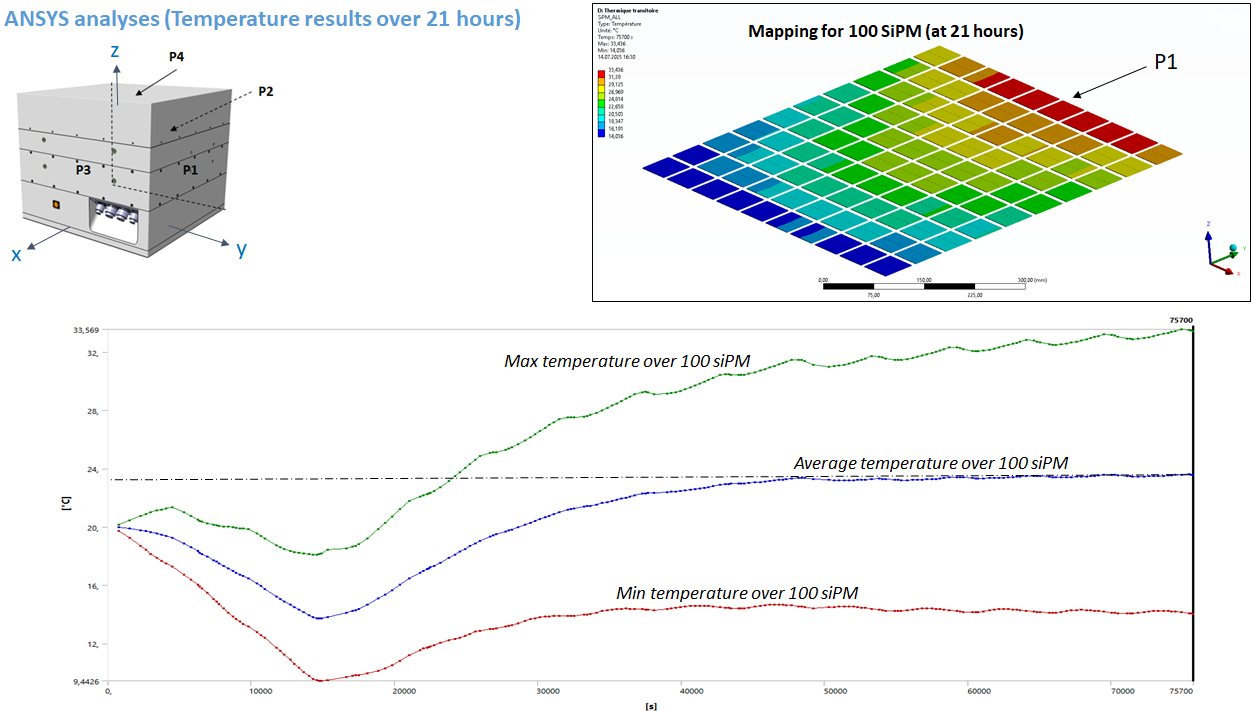 ANSYS analyses (Temperature results over 21 hours)
Z
P4
P2
P3
P1
x
y
D: Thermique transitoire
SiPM_ALL
Type: Température
Unité: °C
Temps: 75700 s
Max: 33,436
Min: 14,036
14.07.2025 16:30
33,436
31,28
29,125
26,969
24,814
22,658
20,503
18,347
16,191
14,036
Mapping for 100 SiPM (at 21 hours)
P1
0,00
150,00
300,00 (mm)
75,00
225,00
Z
Y
X
75700
33,569
32,
28,
24,
20,
16,
12,
9,4426
[°C]
Max temperature over 100 siPM
Average temperature over 100 siPM
Min temperature over 100 siPM
0,
10000
20000
30000
40000
50000
60000
70000
75700
[s]